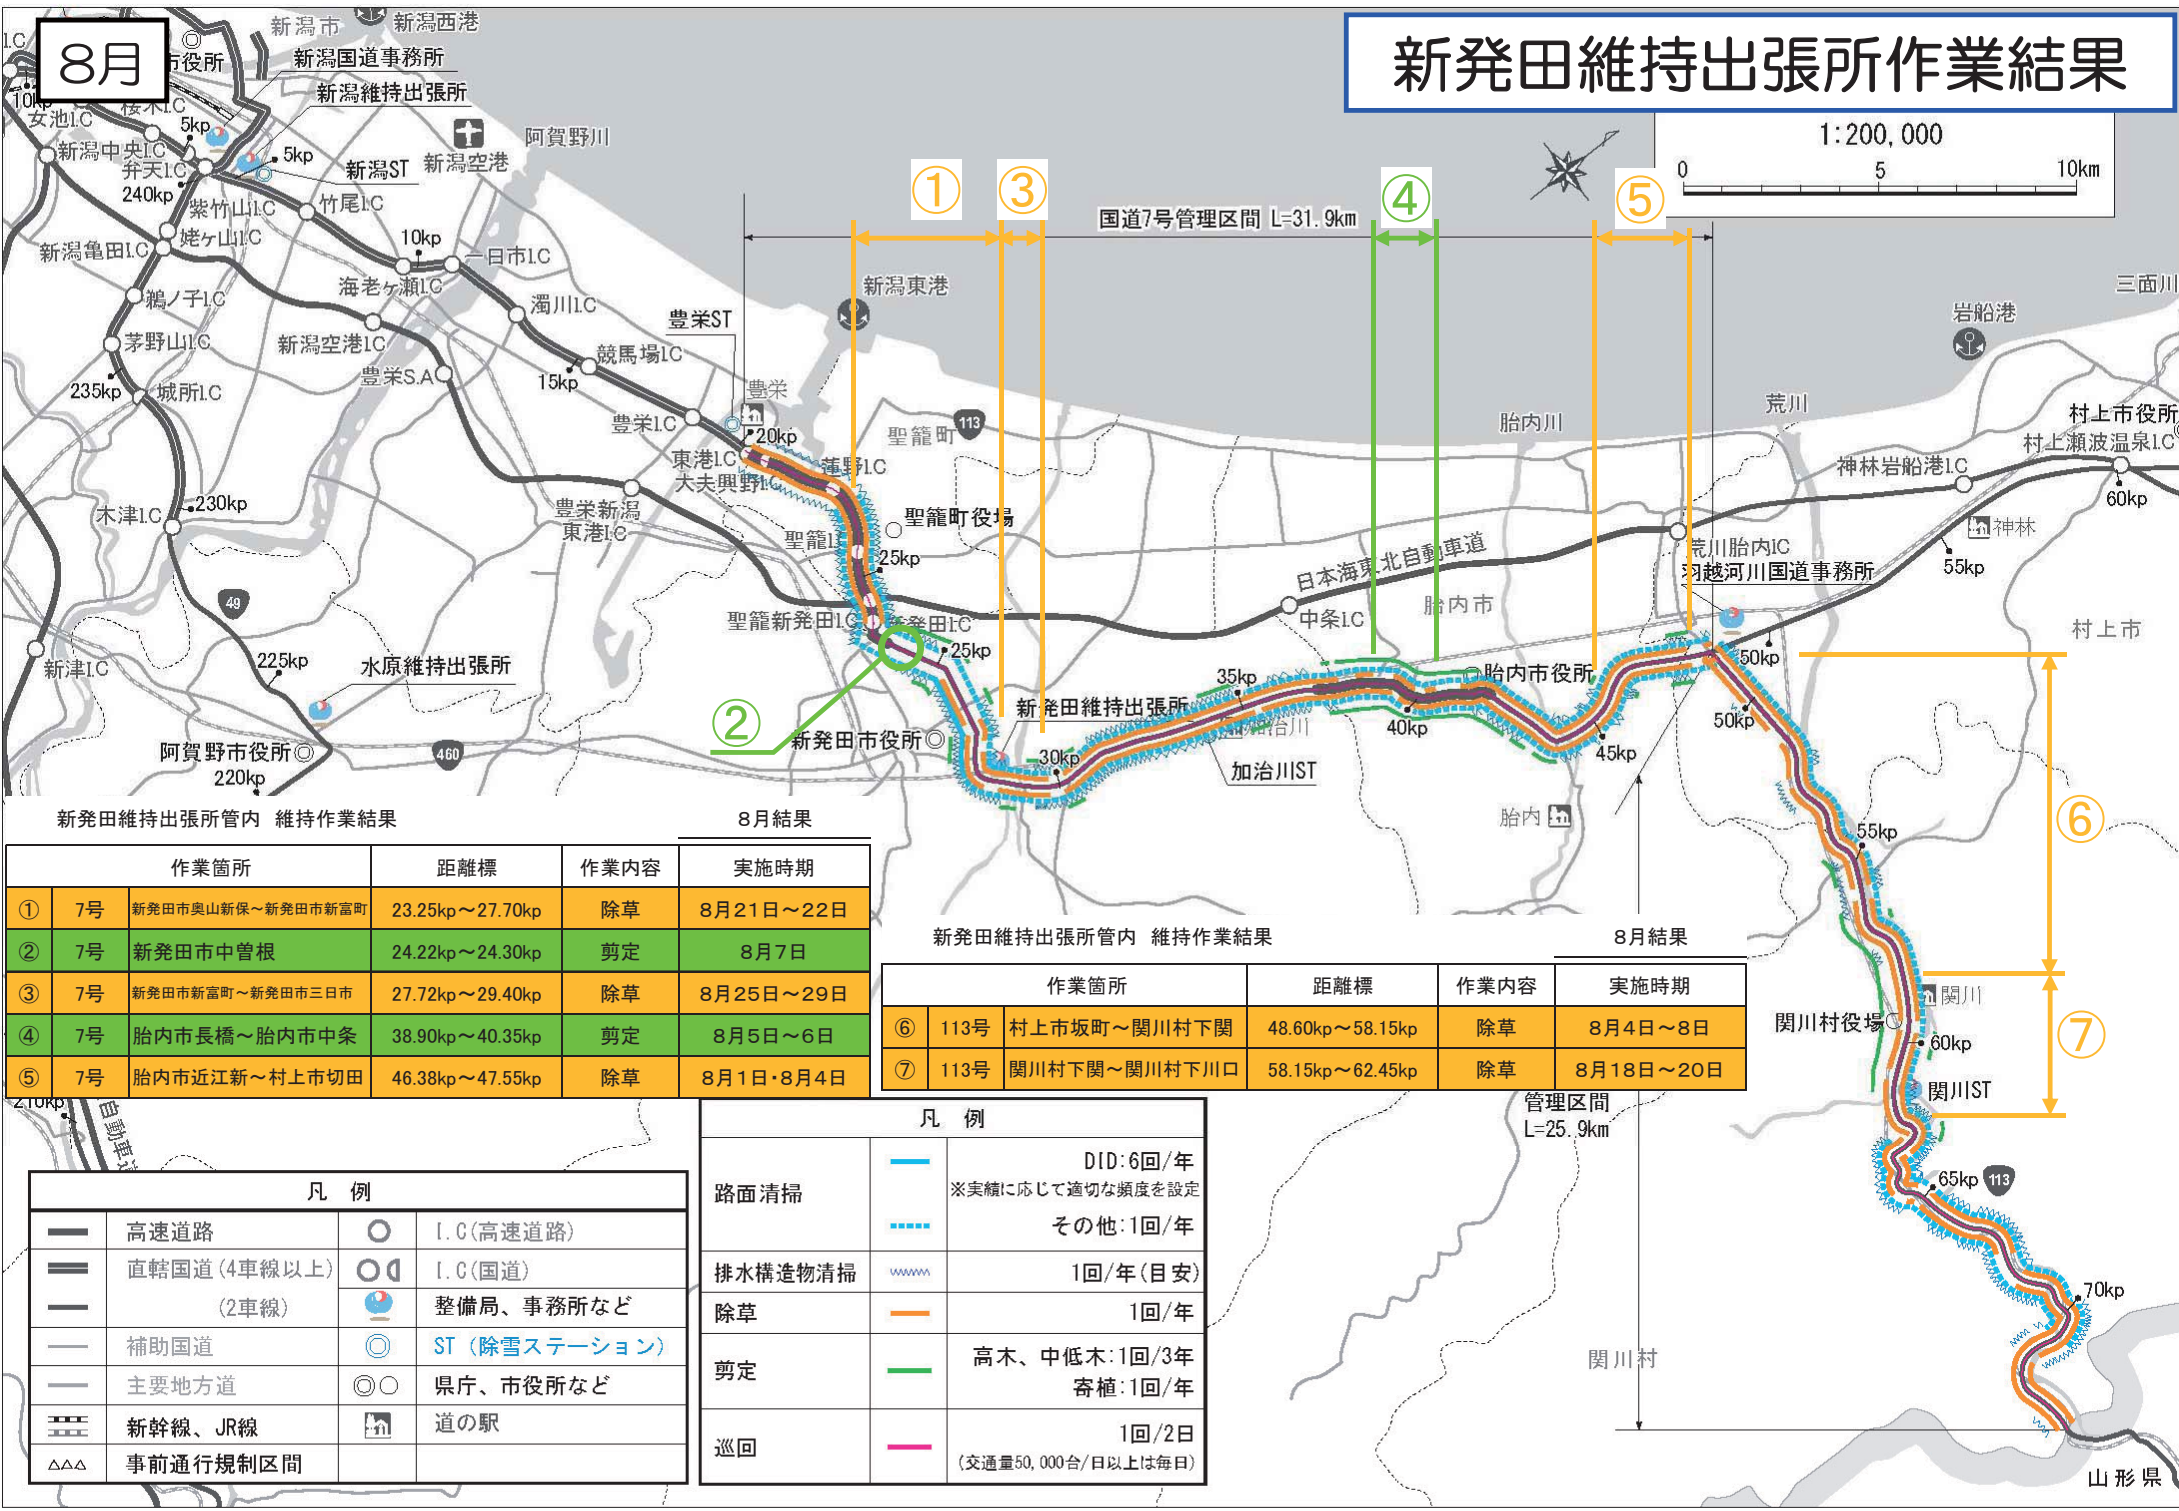 8月
新発田維持出張所作業結果
1:200,000
0 5 10km
新潟市
新潟西港
市役所
新潟国道事務所
新潟維持出張所
I.C
10kp
女池I.C
桜木I.C
5kp
新潟中央I.C
弁天I.C
5kp
240kp
新潟ST
新潟空港
阿賀野川
紫竹山I.C
竹尾I.C
新潟亀田I.C
姥ヶ山I.C
10kp
一日市I.C
海老ヶ瀬I.C
鵜ノ子I.C
濁川I.C
茅野山I.C
新潟空港I.C
競馬場I.C
豊栄ST
235kp
城所I.C
豊栄S.A
15kp
豊栄
豊栄I.C
20kp
東港I.C
蓮野I.C
大夫興野I.C
木津I.C
230kp
豊栄新潟
東港I.C
聖籠町
113
聖籠町役場
25kp
49
聖籠新発田I.C
新発田I.C
25kp
新津I.C
225kp
水原維持出張所
阿賀野市役所
220kp
460
新発田市役所
新発田維持出張所
30kp
35kp
加治川
加治川ST
① ③ ④ ⑤
国道7号管理区間 L=31.9km
新潟東港
三面川
岩船港
荒川
胎内川
村上市役所
村上瀬波温泉I.C
神林岩船港I.C
60kp
神林
55kp
荒川胎内IC
羽越河川国道事務所
日本海東北自動車道
中条I.C
胎内市
村上市
50kp
胎内市役所
40kp
45kp
50kp
胎内
55kp
②
⑥
⑦
関川
関川村役場
60kp
関川ST
65kp
113
70kp
関川村
山形県
管理区間
L=25.9km
210kp
自動車道
新発田維持出張所管内 維持作業結果 8月結果
作業箇所 距離標 作業内容 実施時期
① 7号 新発田市奥山新保～新発田市新富町 23.25kp～27.70kp 除草 8月21日～22日
② 7号 新発田市中曽根 24.22kp～24.30kp 剪定 8月7日
③ 7号 新発田市新富町～新発田市三日市 27.72kp～29.40kp 除草 8月25日～29日
④ 7号 胎内市長橋～胎内市中条 38.90kp～40.35kp 剪定 8月5日～6日
⑤ 7号 胎内市近江新～村上市切田 46.38kp～47.55kp 除草 8月1日・8月4日
新発田維持出張所管内 維持作業結果 8月結果
作業箇所 距離標 作業内容 実施時期
⑥ 113号 村上市坂町～関川村下関 48.60kp～58.15kp 除草 8月4日～8日
⑦ 113号 関川村下関～関川村下川口 58.15kp～62.45kp 除草 8月18日～20日
凡 例
高速道路 I.C(高速道路)
直轄国道(4車線以上) I.C(国道)
(2車線) 整備局、事務所など
補助国道 ST (除雪ステーション)
主要地方道 県庁、市役所など
新幹線、JR線 道の駅
事前通行規制区間
凡 例
路面清掃 DID:6回/年
※実績に応じて適切な頻度を設定
その他:1回/年
排水構造物清掃 1回/年(目安)
除草 1回/年
剪定 高木、中低木:1回/3年
寄植:1回/年
巡回 1回/2日
(交通量50,000台/日以上は毎日)